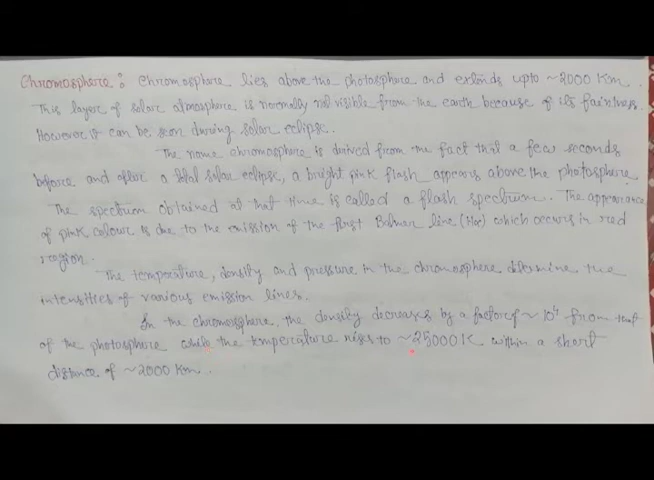 Chromosphere: Chromosphere lies above the photosphere and extends upto ~2000 Km.
This layer of solar atmosphere is normally not visible from the earth because of its faintness.
However it can be seen during solar eclipse.
The name chromosphere is derived from the fact that a few seconds
before and after a total solar eclipse, a bright pink flash appears above the photosphere.
The spectrum obtained at that time is called a flash spectrum. The appearance
of pink colour is due to the emission of the first Balmer line (Hα) which occurs in red
region.
The temperature, density and pressure in the chromosphere determine the
intensities of various emission lines.
In the chromosphere, the density decreases by a factor of ~ from that
of the photosphere while the temperature rises to ~25000K within a short
distance of ~2000 Km.